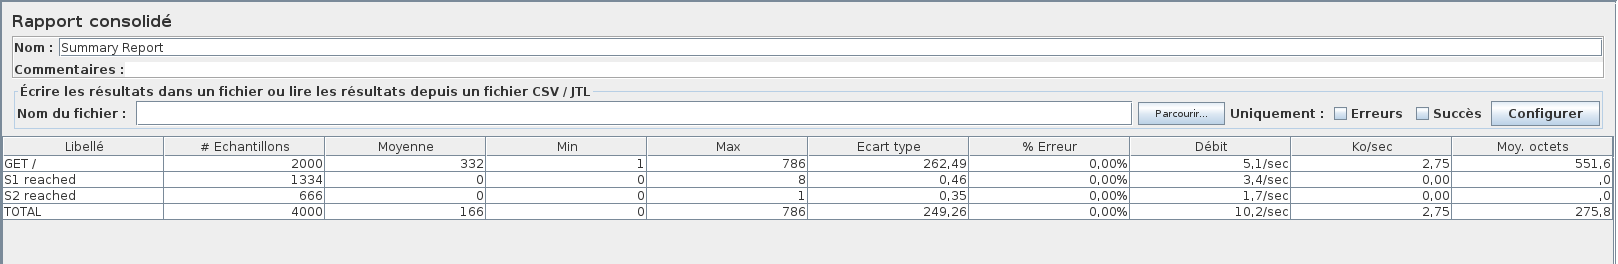 Rapport consolidé
Nom : Summary Report
Commentaires :
Écrire les résultats dans un fichier ou lire les résultats depuis un fichier CSV / JTL
Nom du fichier : Parcourir... Uniquement : Erreurs Succès Configurer
Libellé # Echantillons Moyenne Min Max Ecart type % Erreur Débit Ko/sec Moy. octets
GET / 2000 332 1 786 262,49 0,00% 5,1/sec 2,75 551,6
S1 reached 1334 0 0 8 0,46 0,00% 3,4/sec 0,00 ,0
S2 reached 666 0 0 1 0,35 0,00% 1,7/sec 0,00 ,0
TOTAL 4000 166 0 786 249,26 0,00% 10,2/sec 2,75 275,8